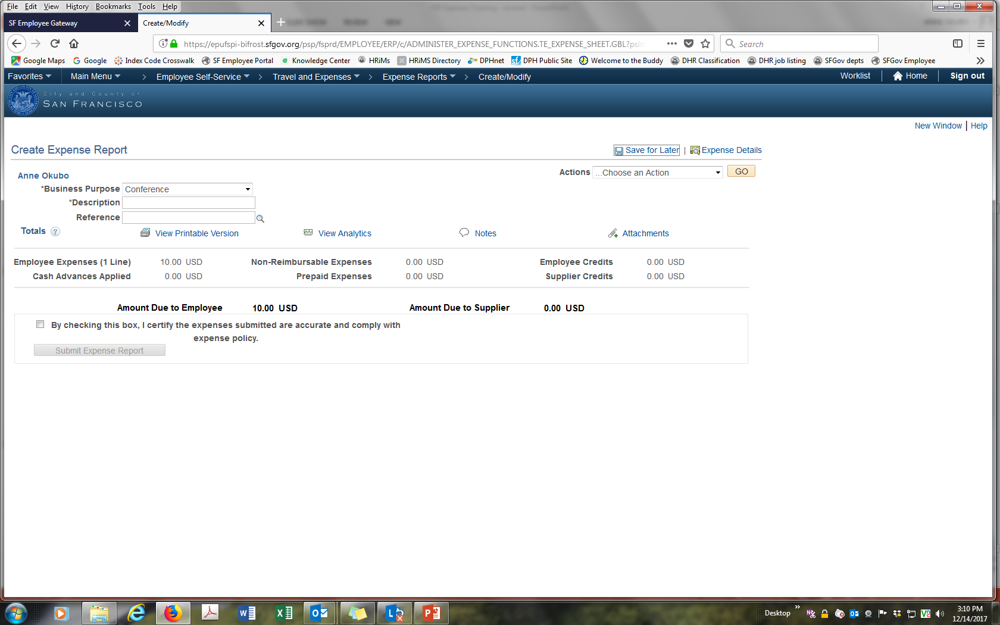 File Edit View History Bookmarks Tools Help
SF Employee Gateway
Create/Modify
https://epufspi-bifrost.sfgov.org/psp/fsprd/EMPLOYEE/ERP/c/ADMINISTER_EXPENSE_FUNCTIONS.TE_EXPENSE_SHEET.GBL?psln
Search
Google Maps Google Index Code Crosswalk SF Employee Portal Knowledge Center HRiMs HRiMS Directory DPHnet DPH Public Site Welcome to the Buddy DHR Classification DHR job listing SFGov depts SFGov Employee
Favorites Main Menu > Employee Self-Service > Travel and Expenses > Expense Reports > Create/Modify Worklist Home Sign out
City and County of
SAN FRANCISCO
New Window | Help
Create Expense Report Save for Later | Expense Details
Actions ...Choose an Action GO
Anne Okubo
*Business Purpose Conference
*Description
Reference
Totals ? View Printable Version View Analytics Notes Attachments
Employee Expenses (1 Line) 10.00 USD Non-Reimbursable Expenses 0.00 USD Employee Credits 0.00 USD
Cash Advances Applied 0.00 USD Prepaid Expenses 0.00 USD Supplier Credits 0.00 USD
Amount Due to Employee 10.00 USD Amount Due to Supplier 0.00 USD
By checking this box, I certify the expenses submitted are accurate and comply with
expense policy.
Submit Expense Report
Desktop
3:10 PM
12/14/2017